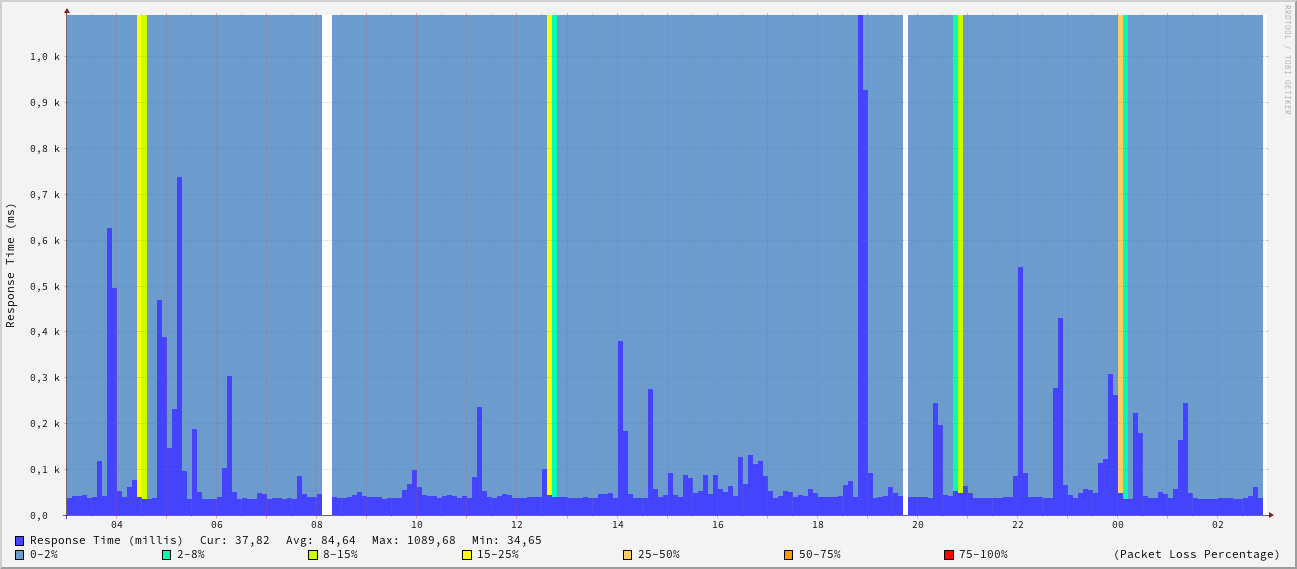 RRDTOOL / TOBI OETIKER
Response Time (ms)
1,0 k
0,9 k
0,8 k
0,7 k
0,6 k
0,5 k
0,4 k
0,3 k
0,2 k
0,1 k
0,0
04 06 08 10 12 14 16 18 20 22 00 02
Response Time (millis) Cur: 37,82 Avg: 84,64 Max: 1089,68 Min: 34,65
0-2% 2-8% 8-15% 15-25% 25-50% 50-75% 75-100% (Packet Loss Percentage)